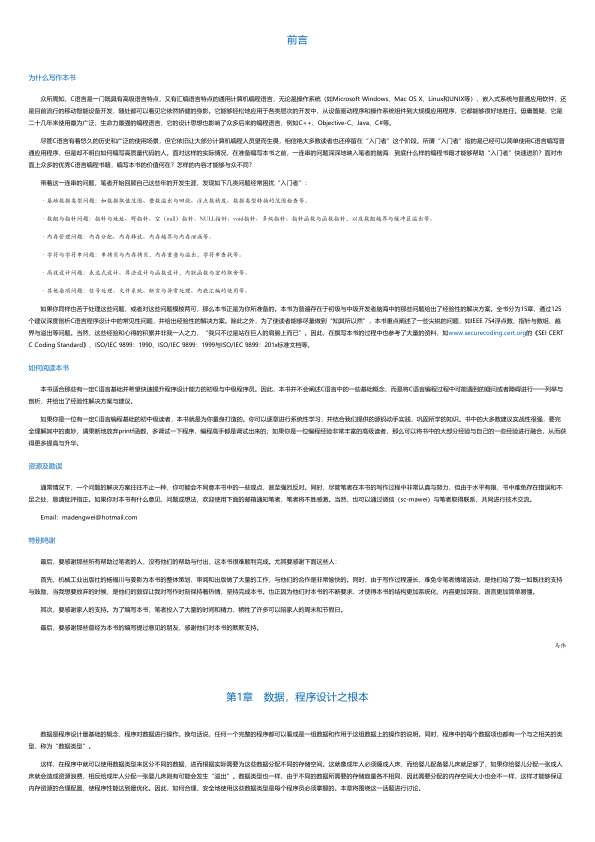 前言
为什么写作本书
众所周知，C语言是一门既具有高级语言特点，又有汇编语言特点的通用计算机编程语言，无论是操作系统（如Microsoft Windows、Mac OS X、Linux和UNIX等）、嵌入式系统与普通应用软件，还
是目前流行的移动智能设备开发，随处都可以看见它依然矫健的身影。它能够轻松地应用于各类层次的开发中，从设备驱动程序和操作系统组件到大规模应用程序，它都能够很好地胜任。毋庸置疑，它是
二十几年来使用最为广泛、生命力最强的编程语言，它的设计思想也影响了众多后来的编程语言，例如C++、Objective-C、Java、C#等。
尽管C语言有着悠久的历史和广泛的使用场景，但它依旧让大部分计算机编程人员望而生畏，相信绝大多数读者也还停留在“入门者”这个阶段。所谓“入门者”指的是已经可以简单使用C语言编写普
通应用程序，但是却不明白如何编写高质量代码的人。面对这样的实际情况，在准备编写本书之前，一连串的问题深深地映入笔者的脑海：到底什么样的编程书籍才能够帮助“入门者”快速进阶？面对市
面上众多的优秀C语言编程书籍，编写本书的价值何在？怎样的内容才能够与众不同？
带着这一连串的问题，笔者开始回顾自己这些年的开发生涯，发现如下几类问题经常困扰“入门者”：
·基础数据类型问题：如数据取值范围、整数溢出与回绕、浮点数精度、数据类型转换的范围检查等。
·数组与指针问题：指针与地址、野指针、空（null）指针、NULL指针、void指针、多级指针、指针函数与函数指针，以及数组越界与缓冲区溢出等。
·内存管理问题：内存分配、内存释放、内存越界与内存泄漏等。
·字符与字符串问题：串拷贝与内存拷贝、内存重叠与溢出、字符串查找等。
·高效设计问题：表达式设计、算法设计与函数设计，内联函数与宏的取舍等。
·其他杂项问题：信号处理、文件系统、断言与异常处理、内嵌汇编的使用等。
如果你同样也苦于处理这些问题，或者对这些问题模棱两可，那么本书正是为你所准备的。本书为普遍存在于初级与中级开发者脑海中的那些问题给出了经验性的解决方案。全书分为15章，通过125
个建议深度剖析C语言程序设计中的常见性问题，并给出经验性的解决方案。除此之外，为了使读者能够尽量做到“知其所以然”，本书重点阐述了一些尖锐的问题，如IEEE 754浮点数、指针与数组、越
界与溢出等问题。当然，这些经验和心得的积累并非我一人之力，“我只不过是站在巨人的肩膀上而已”。因此，在撰写本书的过程中也参考了大量的资料，如www.securecoding.cert.org的《SEI CERT
C Coding Standard》、ISO/IEC 9899：1990、ISO/IEC 9899：1999与ISO/IEC 9899：201x标准文档等。
如何阅读本书
本书适合那些有一定C语言基础并希望快速提升程序设计能力的初级与中级程序员。因此，本书并不会阐述C语言中的一些基础概念，而是将C语言编程过程中可能遇到的疑问或者障碍进行一一列举与
剖析，并给出了经验性的解决方案与建议。
如果你是一位有一定C语言编程基础的初中级读者，本书就是为你量身打造的。你可以逐章进行系统性学习，并结合我们提供的源码动手实践，巩固所学的知识。书中的大多数建议实战性很强，要完
全理解其中的奥妙，请果断地放弃printf函数，多调试一下程序，编程高手都是调试出来的；如果你是一位编程经验非常丰富的高级读者，那么可以将书中的大部分经验与自己的一些经验进行融合，从而获
得更多提高与升华。
资源及勘误
通常情况下，一个问题的解决方案往往不止一种，你可能会不同意本书中的一些观点，甚至强烈反对。同时，尽管笔者在本书的写作过程中非常认真与努力，但由于水平有限，书中难免存在错误和不
足之处，恳请批评指正。如果你对本书有什么意见、问题或想法，欢迎使用下面的邮箱通知笔者，笔者将不胜感激。当然，也可以通过微信（sc-mawei）与笔者取得联系，共同进行技术交流。
Email：madengwei@hotmail.com
特别鸣谢
最后，要感谢那些所有帮助过笔者的人，没有他们的帮助与付出，这本书很难顺利完成。尤其要感谢下面这些人：
首先，机械工业出版社的杨福川与姜影为本书的整体策划、审阅和出版做了大量的工作，与他们的合作是非常愉快的。同时，由于写作过程漫长，难免令笔者情绪波动，是他们给了我一如既往的支持
与鼓励，当我想要放弃的时候，是他们的敦促让我对写作时刻保持着热情，坚持完成本书。也正因为他们对本书的不断要求，才使得本书的结构更加系统化，内容更加深刻，语言更加简单易懂。
其次，要感谢家人的支持。为了编写本书，笔者投入了大量的时间和精力，牺牲了许多可以陪家人的周末和节假日。
最后，要感谢那些曾经为本书的编写提过意见的朋友，感谢他们对本书的默默支持。
马伟
第1章　数据，程序设计之根本
数据是程序设计最基础的概念，程序对数据进行操作。换句话说，任何一个完整的程序都可以看成是一组数据和作用于这组数据上的操作的说明。同时，程序中的每个数据项也都有一个与之相关的类
型，称为“数据类型”。
这样，在程序中就可以使用数据类型来区分不同的数据，进而根据实际需要为这些数据分配不同的存储空间。这就像成年人必须睡成人床，而给婴儿配备婴儿床就足够了，如果你给婴儿分配一张成人
床就会造成资源浪费，相反给成年人分配一张婴儿床则有可能会发生“溢出”。数据类型也一样，由于不同的数据所需要的存储容量各不相同，因此需要分配的内存空间大小也会不一样，这样才能够保证
内存资源的合理配置，使程序性能达到最优化。因此，如何合理、安全地使用这些数据类型是每个程序员必须掌握的。本章将围绕这一话题进行讨论。